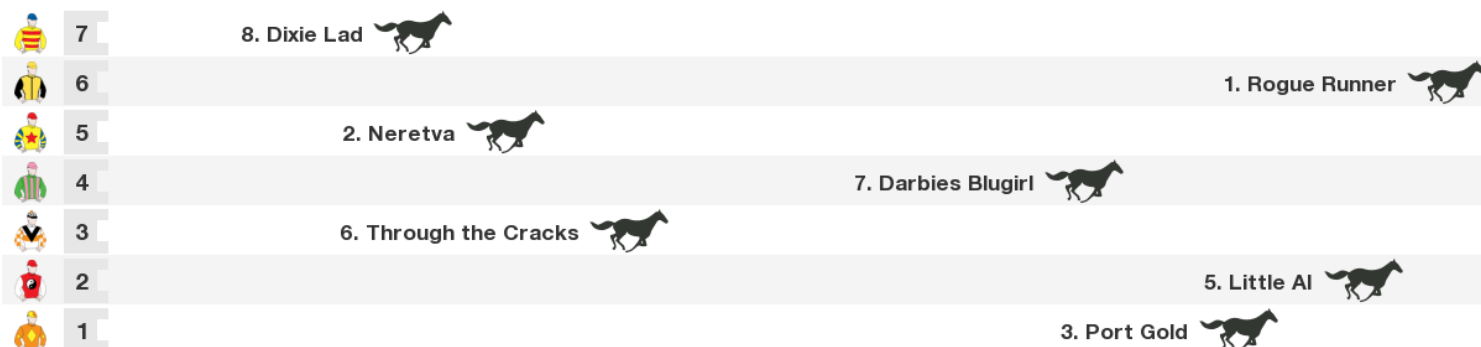 7 8. Dixie Lad
6 1. Rogue Runner
5 2. Neretva
4 7. Darbies Blugirl
3 6. Through the Cracks
2 5. Little Al
1 3. Port Gold